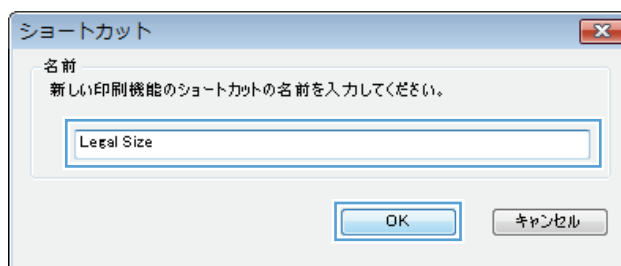 ショートカット
名前
新しい印刷機能のショートカットの名前を入力してください。
Legal Size
OK キャンセル